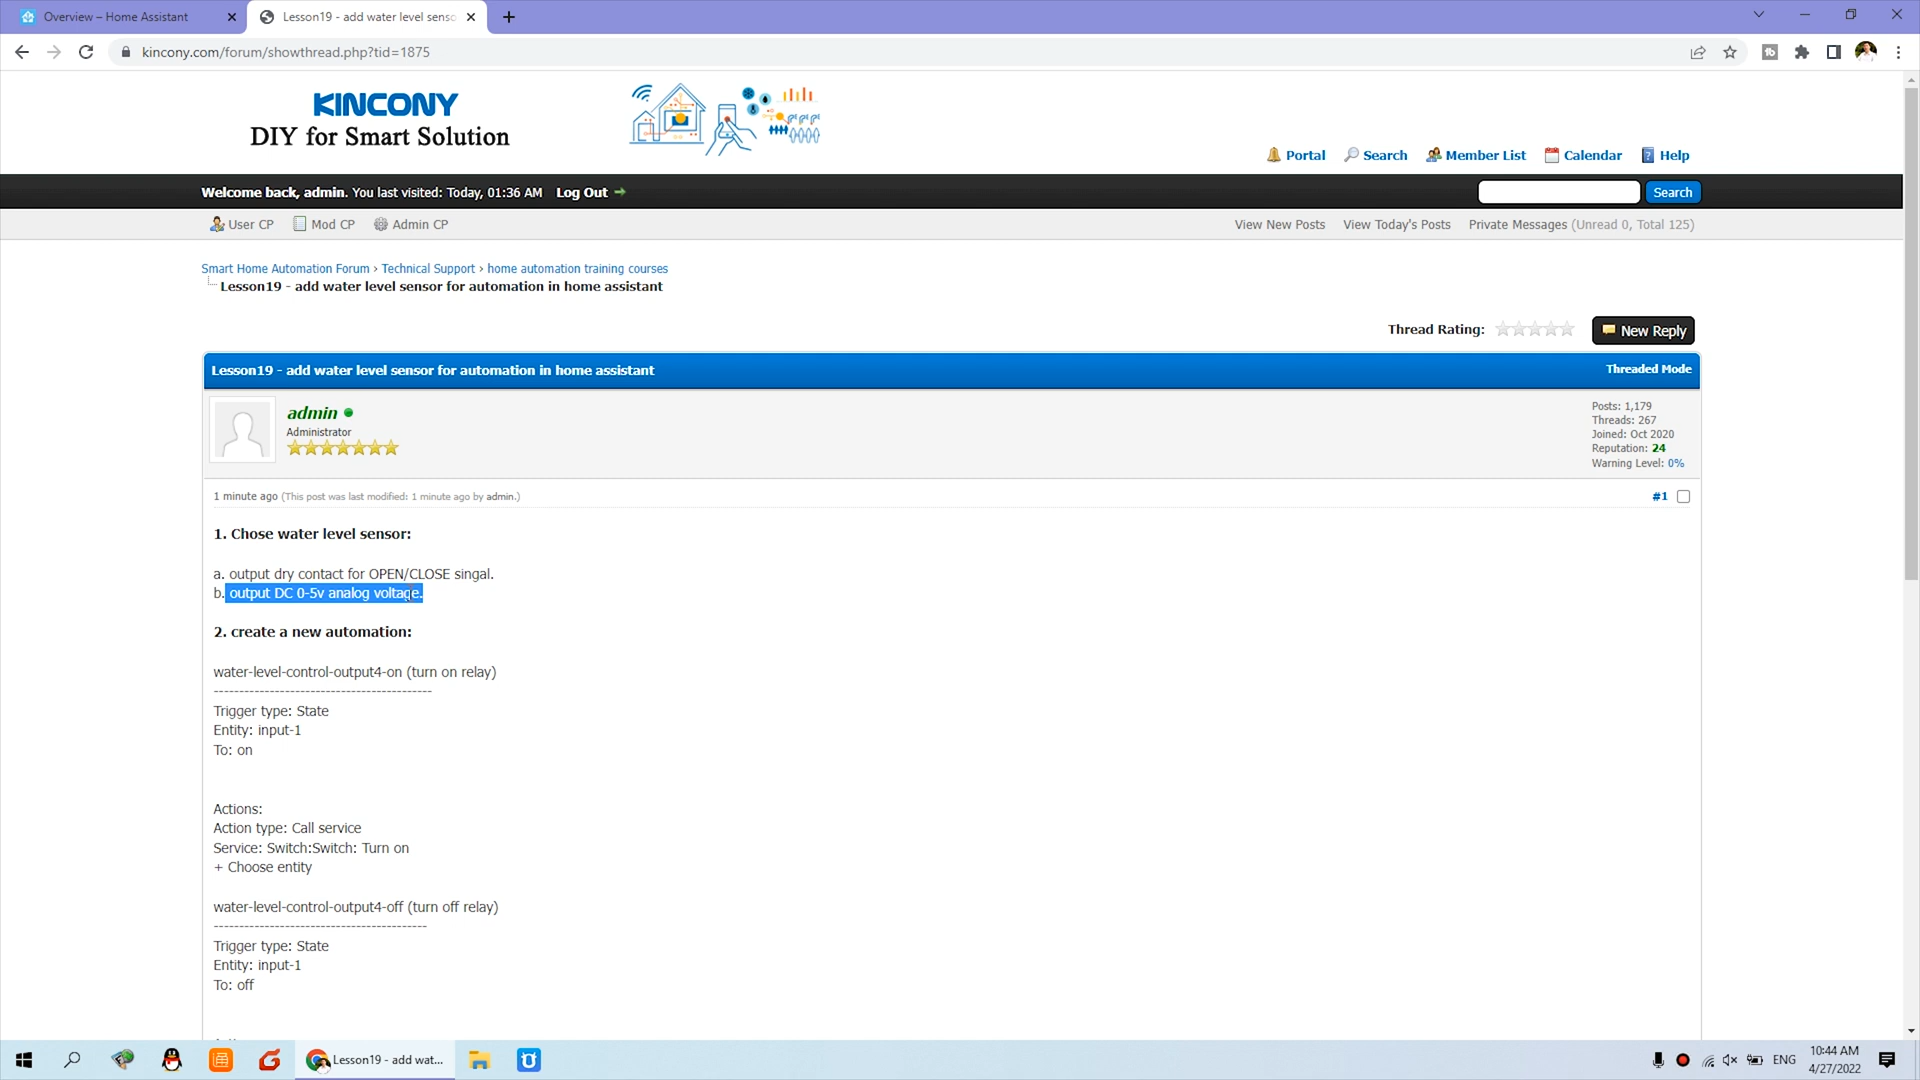 Overview – Home Assistant
Lesson19 - add water level senso
kincony.com/forum/showthread.php?tid=1875
KINCONY
DIY for Smart Solution
Portal
Search
Member List
Calendar
Help
Welcome back, admin. You last visited: Today, 01:36 AM Log Out
Search
User CP
Mod CP
Admin CP
View New Posts
View Today's Posts
Private Messages (Unread 0, Total 125)
Smart Home Automation Forum › Technical Support › home automation training courses
Lesson19 - add water level sensor for automation in home assistant
Thread Rating:
New Reply
Lesson19 - add water level sensor for automation in home assistant
Threaded Mode
admin
Administrator
Posts: 1,179
Threads: 267
Joined: Oct 2020
Reputation: 24
Warning Level: 0%
1 minute ago (This post was last modified: 1 minute ago by admin.)
#1
1. Chose water level sensor:
a. output dry contact for OPEN/CLOSE singal.
b. output DC 0-5v analog voltage.
2. create a new automation:
water-level-control-output4-on (turn on relay)
-------------------------------------------
Trigger type: State
Entity: input-1
To: on
Actions:
Action type: Call service
Service: Switch:Switch: Turn on
+ Choose entity
water-level-control-output4-off (turn off relay)
------------------------------------------
Trigger type: State
Entity: input-1
To: off
Lesson19 - add wat...
ENG
10:44 AM
4/27/2022